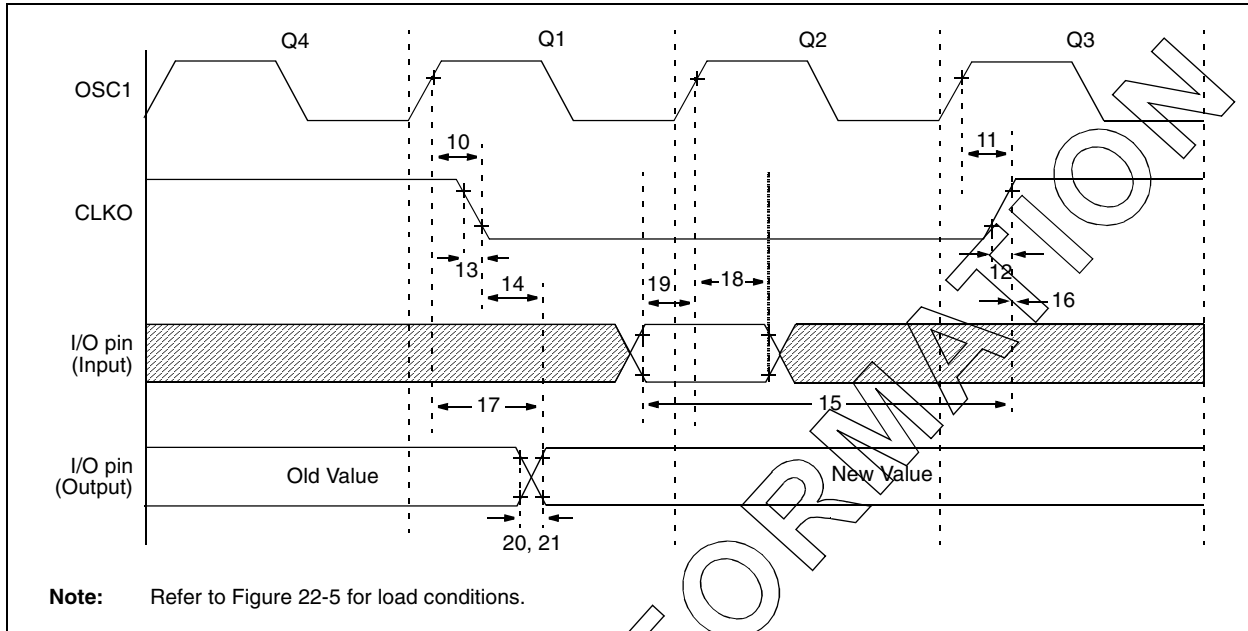 Q4 Q1 Q2 Q3
OSC1
10 11
CLKO
13 14 19 18 12
16
I/O pin
(Input)
17 15
I/O pin
(Output)
Old Value New Value
20, 21
Note: Refer to Figure 22-5 for load conditions.
FORMATION